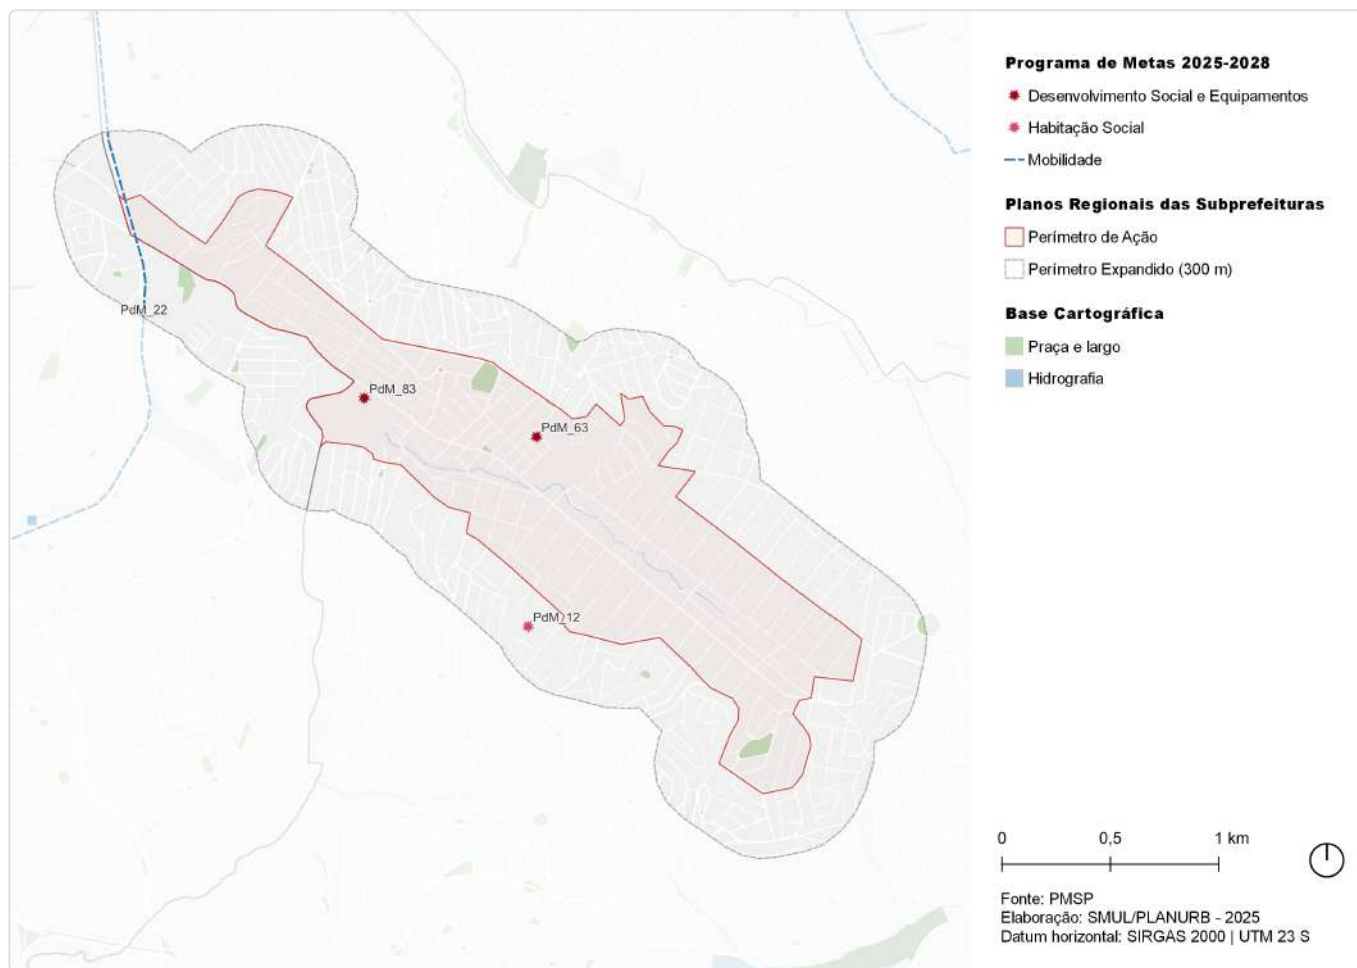 Programa de Metas 2025-2028
Desenvolvimento Social e Equipamentos
Habitação Social
Mobilidade
Planos Regionais das Subprefeituras
Perímetro de Ação
Perímetro Expandido (300 m)
Base Cartográfica
Praça e largo
Hidrografia
PdM_22
PdM_83
PdM_63
PdM_12
0 0,5 1 km
Fonte: PMSP
Elaboração: SMUL/PLANURB - 2025
Datum horizontal: SIRGAS 2000 | UTM 23 S